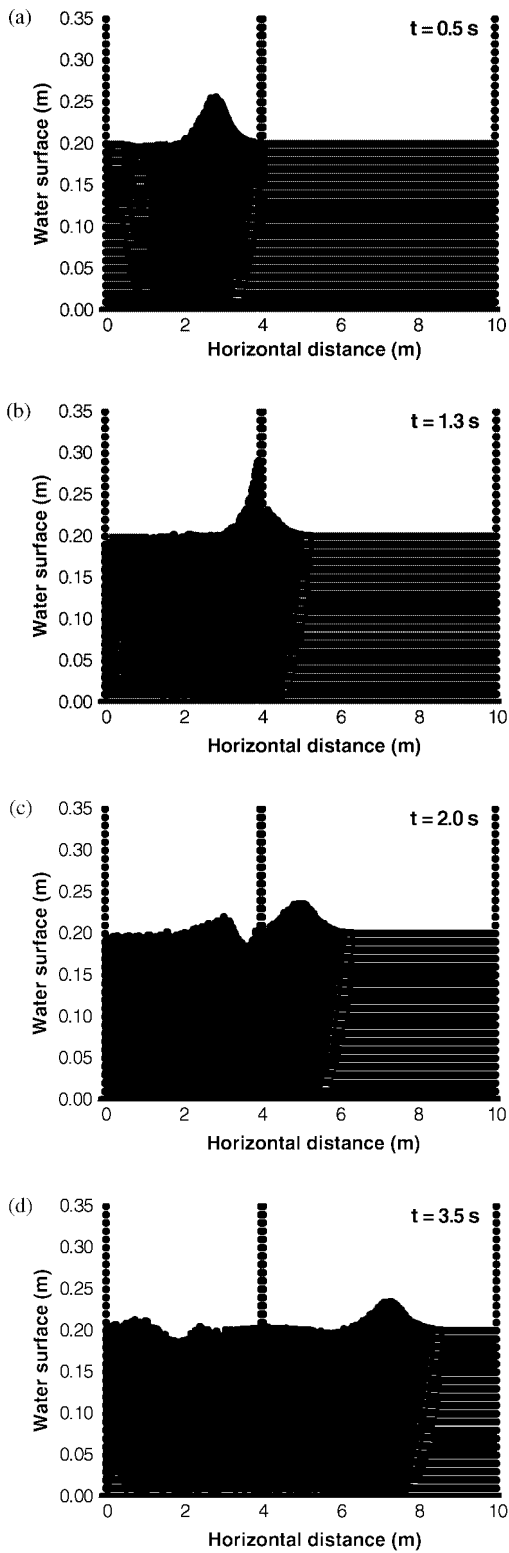 (a)
t = 0.5 s
0.35
0.30
0.25
0.20
0.15
0.10
0.05
0.00
Water surface (m)
0 2 4 6 8 10
Horizontal distance (m)
(b)
t = 1.3 s
0.35
0.30
0.25
0.20
0.15
0.10
0.05
0.00
Water surface (m)
0 2 4 6 8 10
Horizontal distance (m)
(c)
t = 2.0 s
0.35
0.30
0.25
0.20
0.15
0.10
0.05
0.00
Water surface (m)
0 2 4 6 8 10
Horizontal distance (m)
(d)
t = 3.5 s
0.35
0.30
0.25
0.20
0.15
0.10
0.05
0.00
Water surface (m)
0 2 4 6 8 10
Horizontal distance (m)